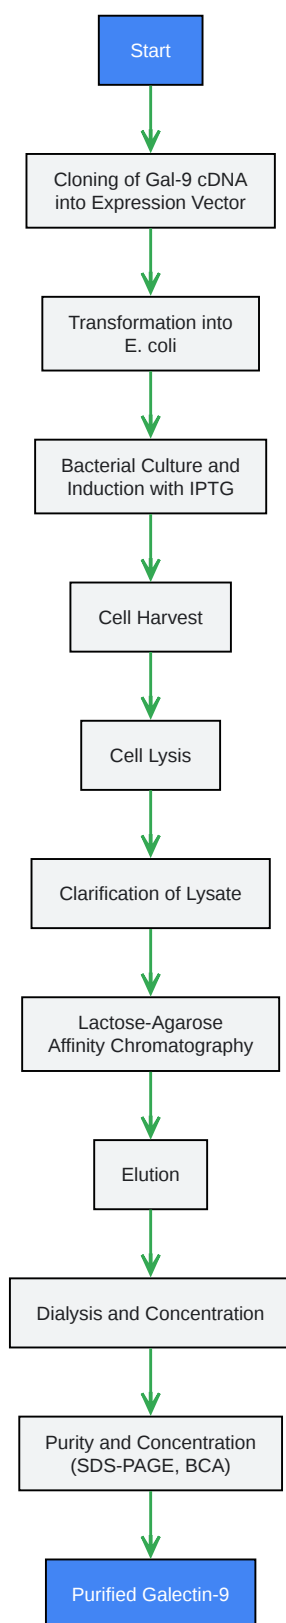 Start
Cloning of Gal-9 cDNA
into Expression Vector
Transformation into
E. coli
Bacterial Culture and
Induction with IPTG
Cell Harvest
Cell Lysis
Clarification of Lysate
Lactose-Agarose
Affinity Chromatography
Elution
Dialysis and Concentration
Purity and Concentration
(SDS-PAGE, BCA)
Purified Galectin-9